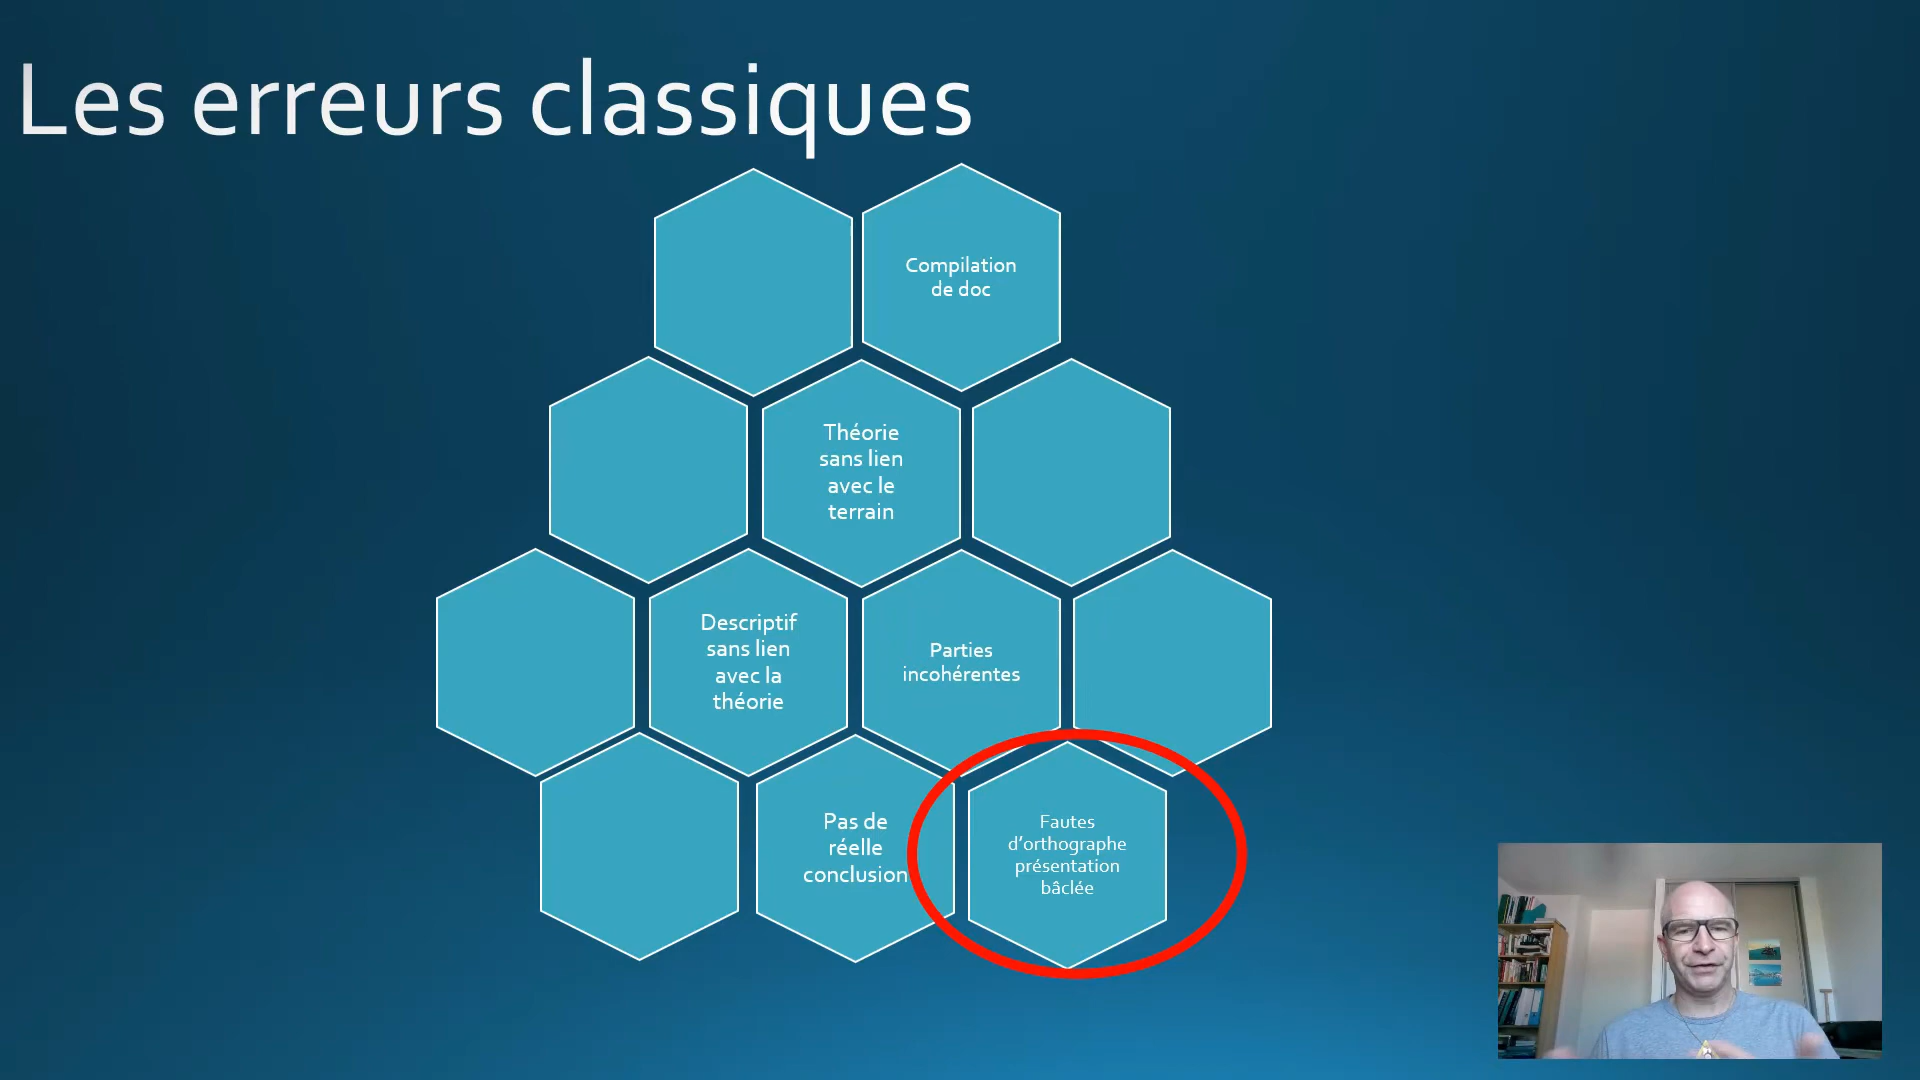 Les erreurs classiques
Compilation
de doc
Théorie
sans lien
avec le
terrain
Descriptif
sans lien
avec la
théorie
Parties
incohérentes
Pas de
réelle
conclusion
Fautes
d'orthographe
présentation
bâclée